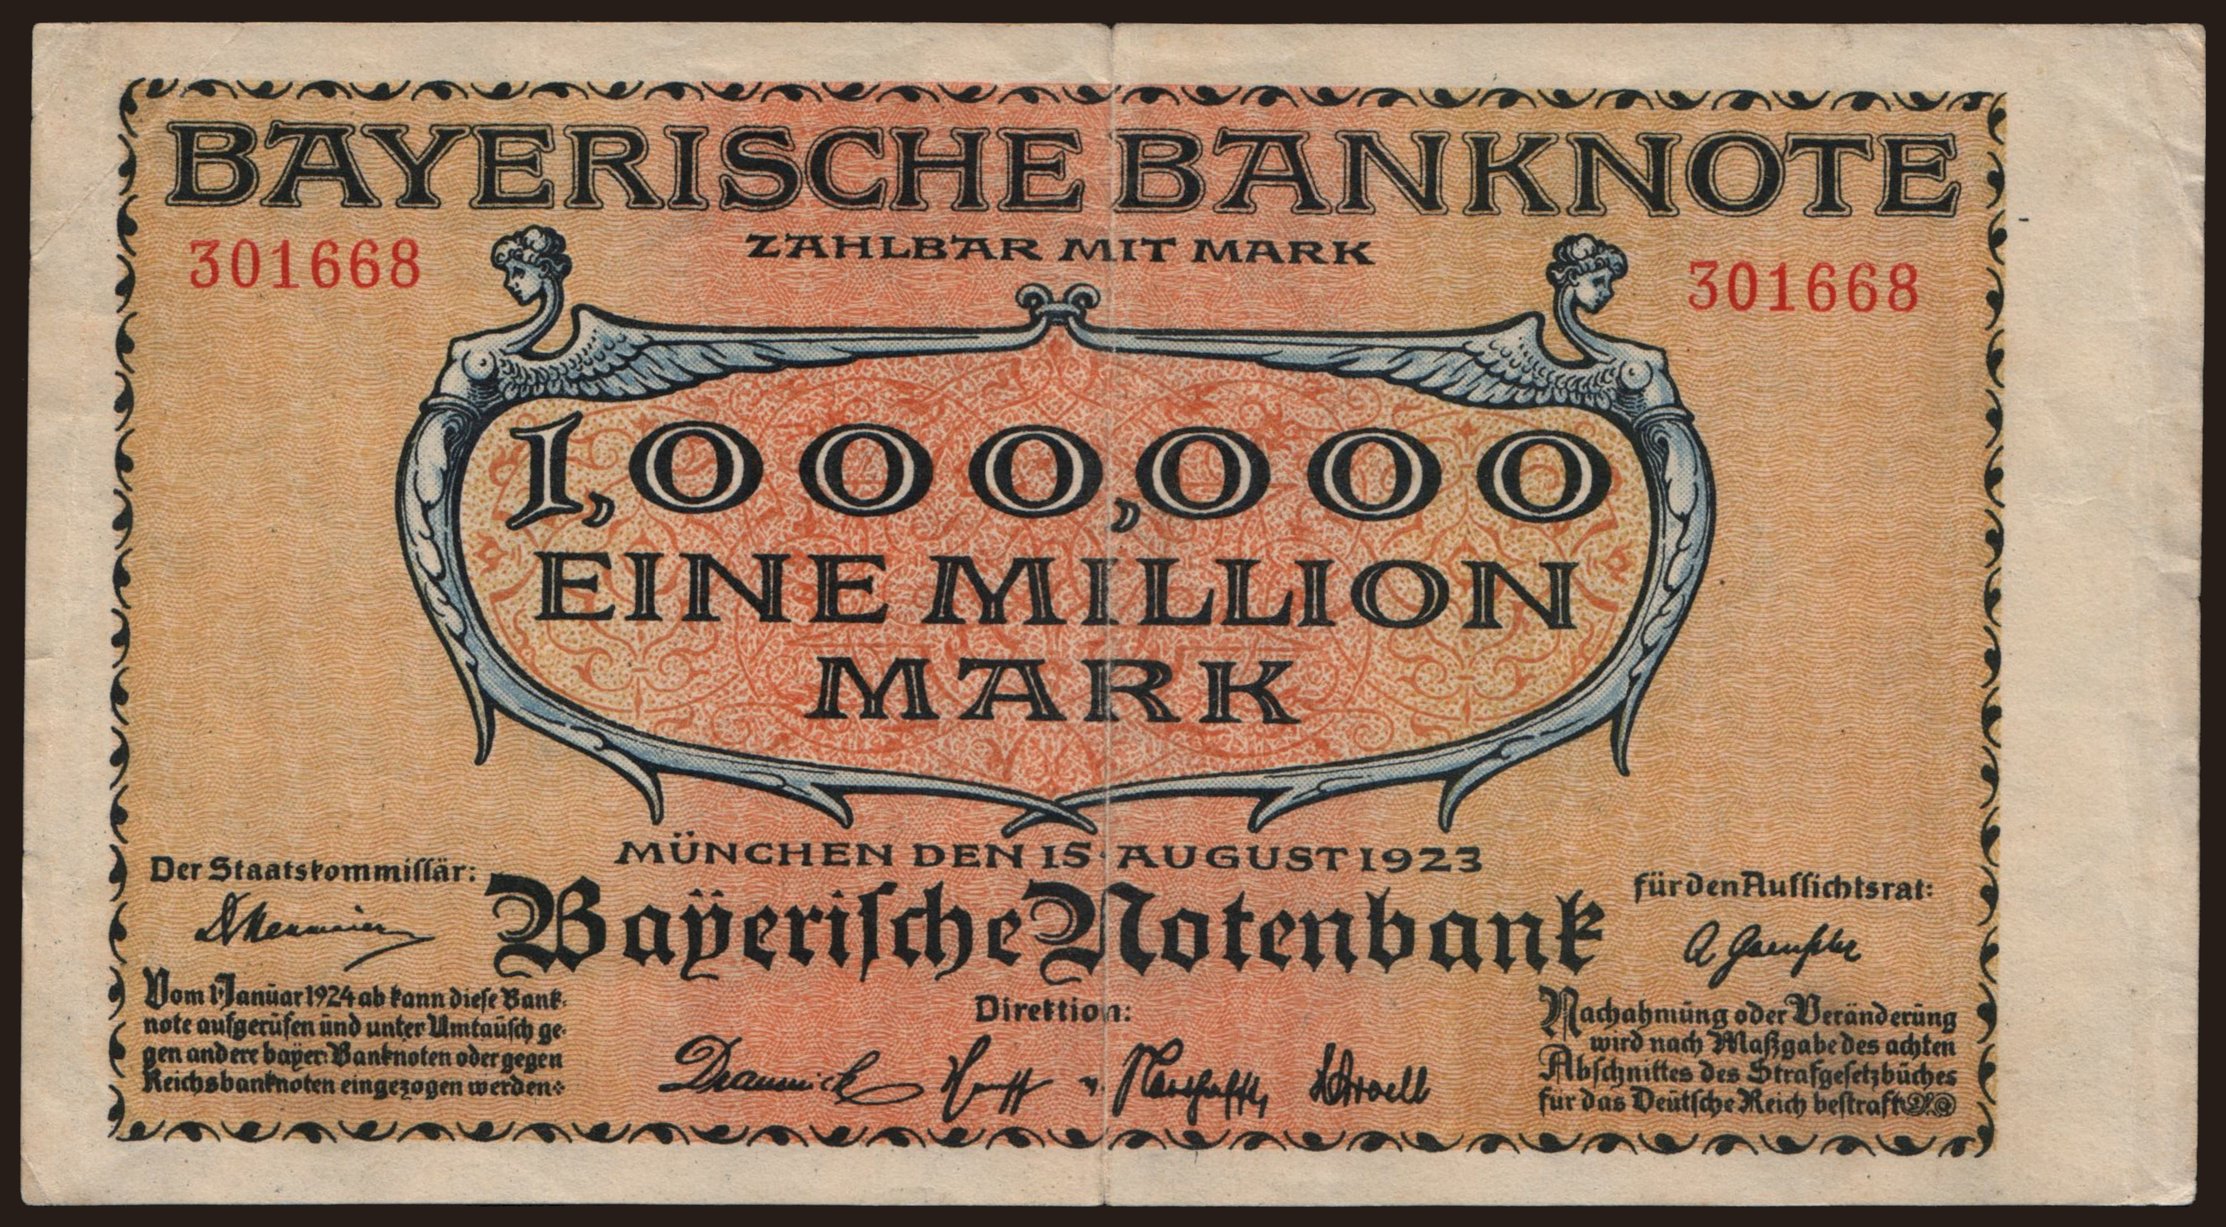 BAYERISCHE BANKNOTE
ZAHLBAR MIT MARK
301668
301668
1,000,000
EINE MILLION
MARK
MÜNCHEN DEN 15. AUGUST 1923
Der Staatskommissär:
Bayerische Notenbank
für den Aufsichtsrat:
Direktion:
Vom 1. Januar 1924 ab kann diese Bank-
note aufgerufen und unter Umtausch ge-
gen andere bayer. Banknoten oder gegen
Reichsbanknoten eingezogen werden
Nachahmung oder Veränderung
wird nach Maßgabe des achten
Abschnittes des Strafgesetzbuches
für das Deutsche Reich bestraft